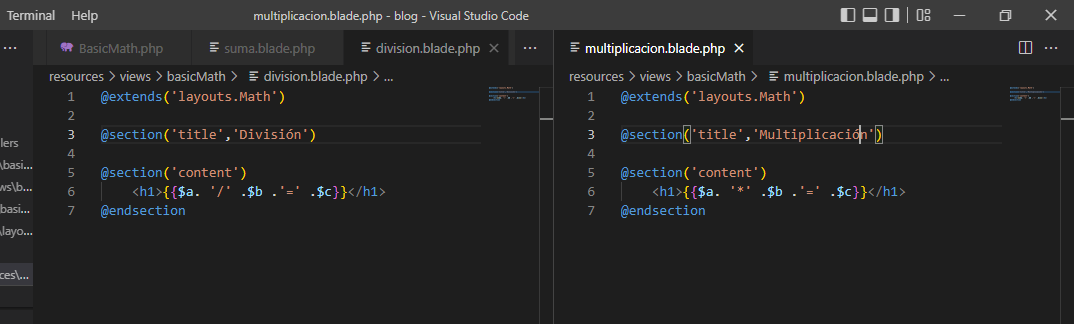 Terminal Help multiplicacion.blade.php - blog - Visual Studio Code
... BasicMath.php suma.blade.php division.blade.php ...
resources > views > basicMath > division.blade.php > ...
1 @extends('layouts.Math')
2
3 @section('title','División')
4
5 @section('content')
6 <h1>{{$a. '/' .$b .'=' .$c}}</h1>
7 @endsection
multiplicacion.blade.php ...
resources > views > basicMath > multiplicacion.blade.php > ...
1 @extends('layouts.Math')
2
3 @section('title','Multiplicación')
4
5 @section('content')
6 <h1>{{$a. '*' .$b .'=' .$c}}</h1>
7 @endsection
lers
\basi...
ws\b...
basi...
\layo...
ces\...